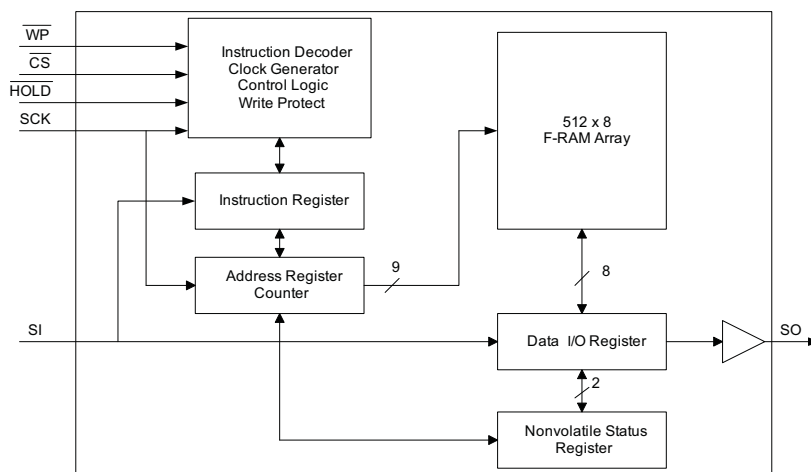 WP
CS
HOLD
SCK
Instruction Decoder
Clock Generator
Control Logic
Write Protect
512 x 8
F-RAM Array
Instruction Register
Address Register
Counter
9
8
SI
Data I/O Register
SO
2
Nonvolatile Status
Register